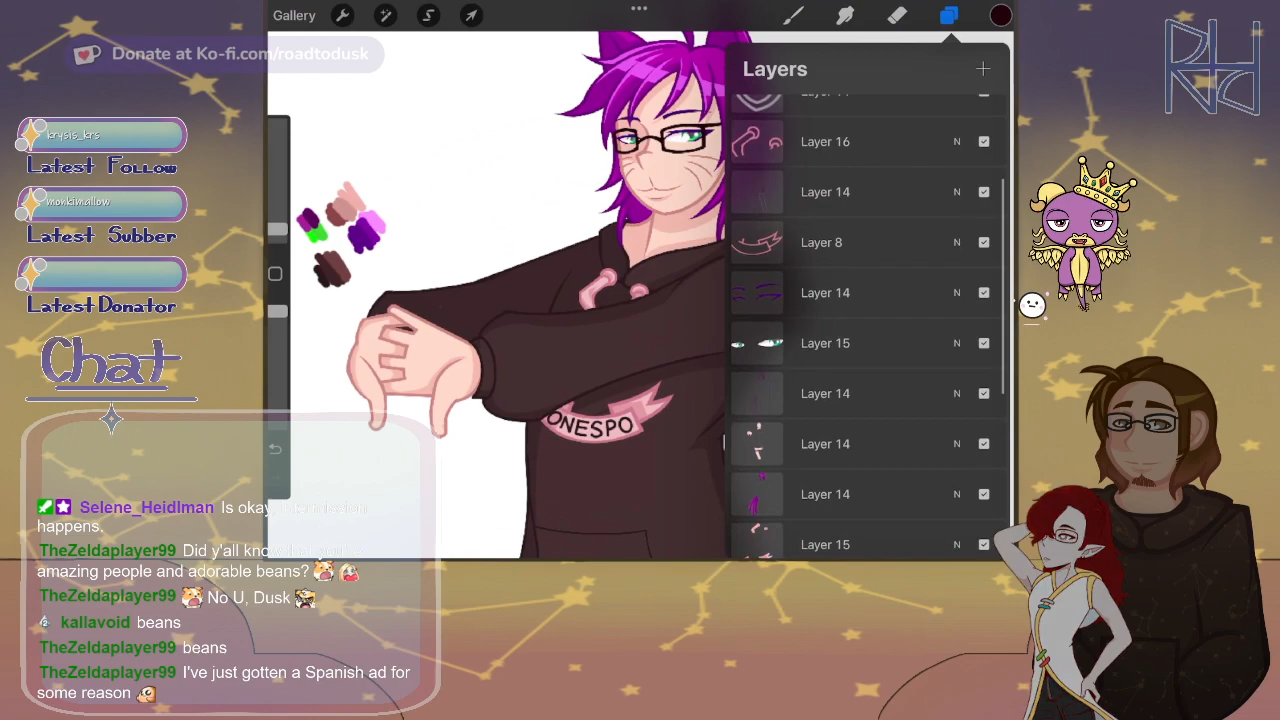 Gallery
Donate at Ko-fi.com/roadtodusk
Layers
Layer 16 N
Layer 14 N
Layer 8 N
Layer 14 N
Layer 15 N
Layer 14 N
Layer 14 N
Layer 14 N
Layer 15 N
krysis_krs
Latest Follow
monkimallow
Latest Subber
Latest Donator
Chat
ONESPO
Selene_Heidlman Is okay
happens.
TheZeldaplayer99 Did y'all know
amazing people and adorable beans?
TheZeldaplayer99 No U, Dusk
kallavoid beans
TheZeldaplayer99 beans
TheZeldaplayer99 I've just gotten a Spanish ad for
some reason